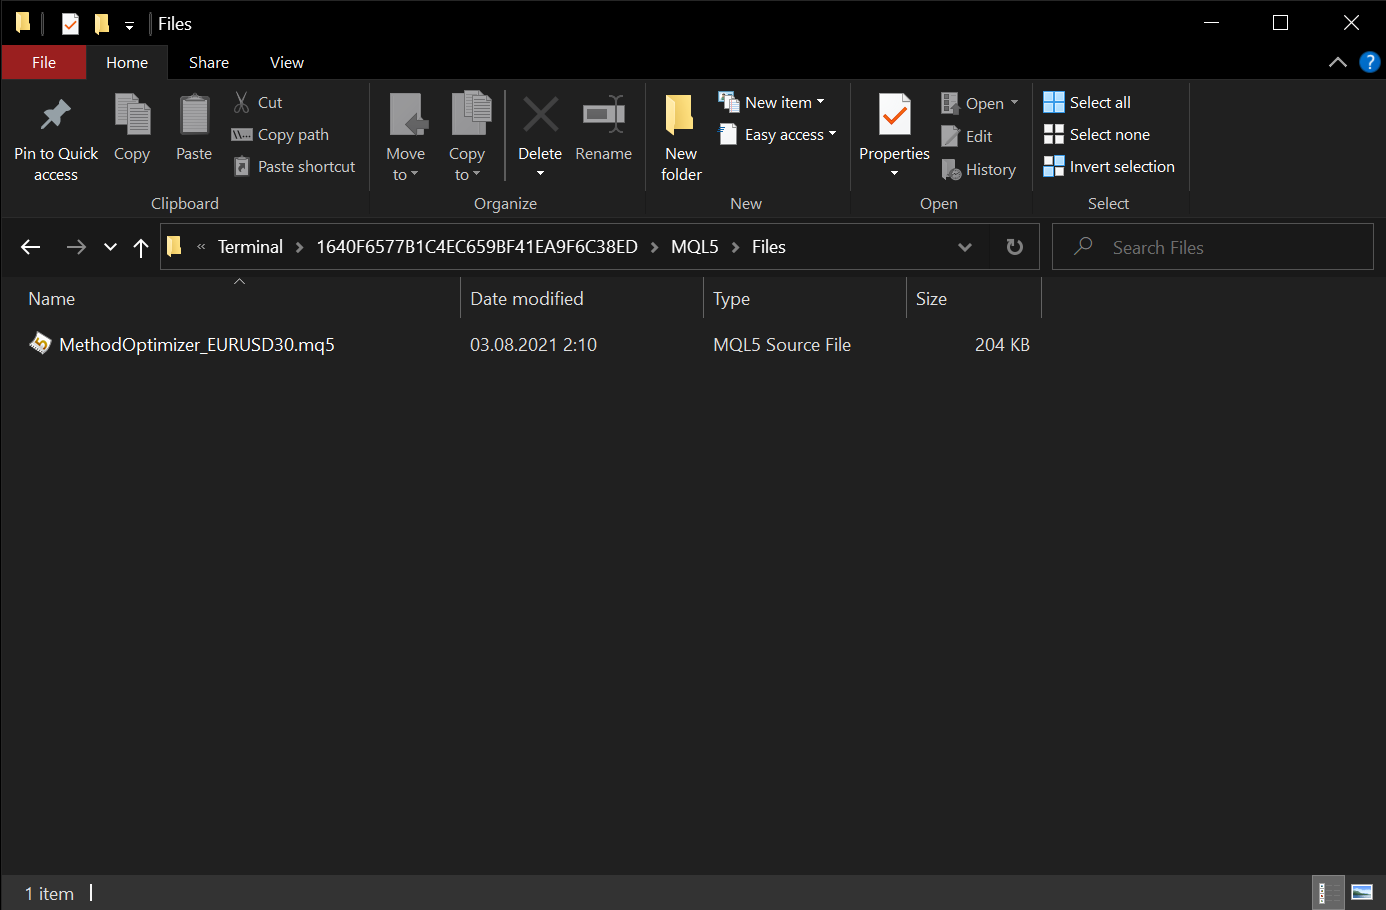 Files
File Home Share View
Pin to Quick access
Copy
Paste
Cut
Copy path
Paste shortcut
Clipboard
Move to
Copy to
Delete
Rename
Organize
New folder
New item
Easy access
New
Properties
Open
Edit
History
Open
Select all
Select none
Invert selection
Select
« Terminal > 1640F6577B1C4EC659BF41EA9F6C38ED > MQL5 > Files
Search Files
Name Date modified Type Size
MethodOptimizer_EURUSD30.mq5 03.08.2021 2:10 MQL5 Source File 204 KB
1 item